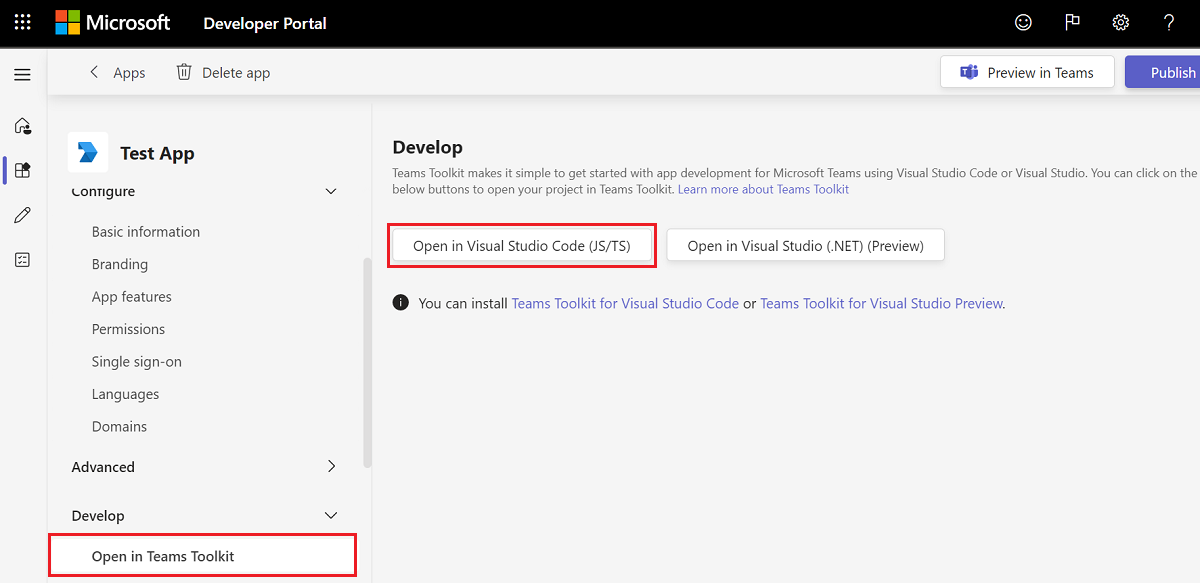 Microsoft Developer Portal
Apps Delete app Preview in Teams Publish
Test App
Configure
Basic information
Branding
App features
Permissions
Single sign-on
Languages
Domains
Advanced
Develop
Open in Teams Toolkit
Develop
Teams Toolkit makes it simple to get started with app development for Microsoft Teams using Visual Studio Code or Visual Studio. You can click on the
below buttons to open your project in Teams Toolkit. Learn more about Teams Toolkit
Open in Visual Studio Code (JS/TS) Open in Visual Studio (.NET) (Preview)
You can install Teams Toolkit for Visual Studio Code or Teams Toolkit for Visual Studio Preview.